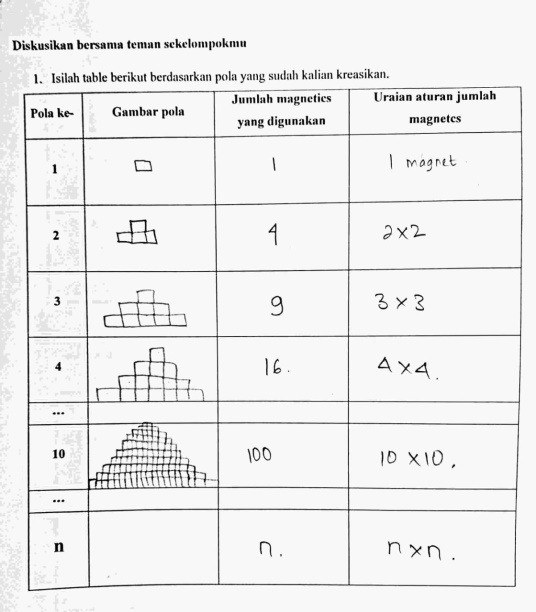 Diskusikan bersama teman sekelompokmu
1. Isilah table berikut berdasarkan pola yang sudah kalian kreasikan.
Pola ke- Gambar pola Jumlah magnetics yang digunakan Uraian aturan jumlah magnetcs
1 1 1 magnet
2 4 2x2
3 9 3 x 3
4 16. 4 x 4.
...
10 100 10 x 10.
...
n n. n x n.